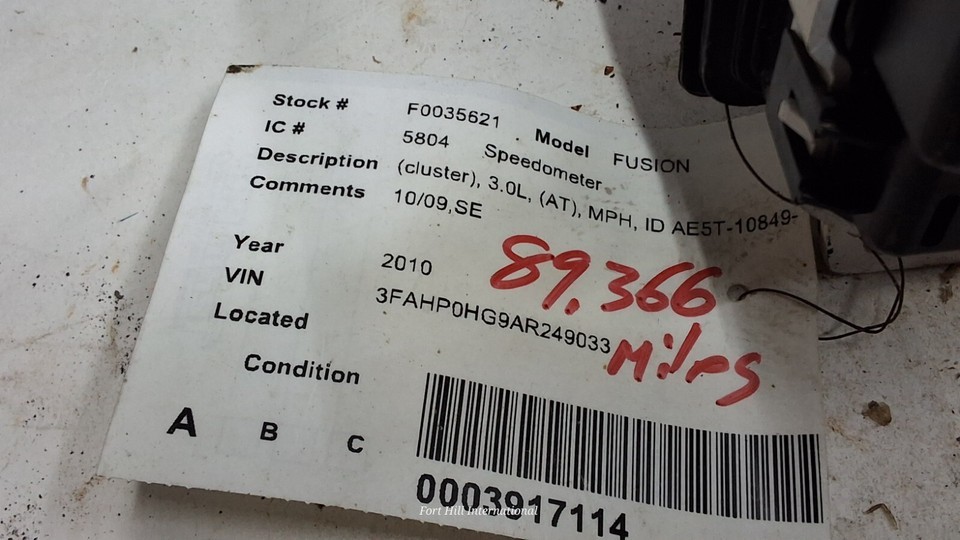 Stock # F0035621 Model FUSION
IC # 5804 Speedometer
Description (cluster), 3.0L, (AT), MPH, ID AE5T-10849-
Comments 10/09,SE
Year 2010
VIN 3FAHP0HG9AR249033
Located
89,366
Miles
Condition
A B C
0003917114
Fort Hill International